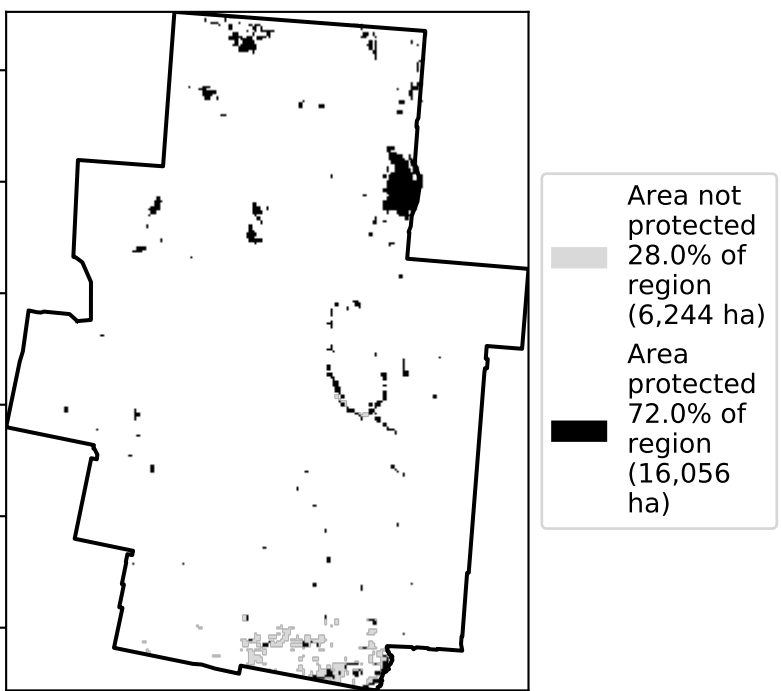 Area not
protected
28.0% of
region
(6,244 ha)
Area
protected
72.0% of
region
(16,056
ha)